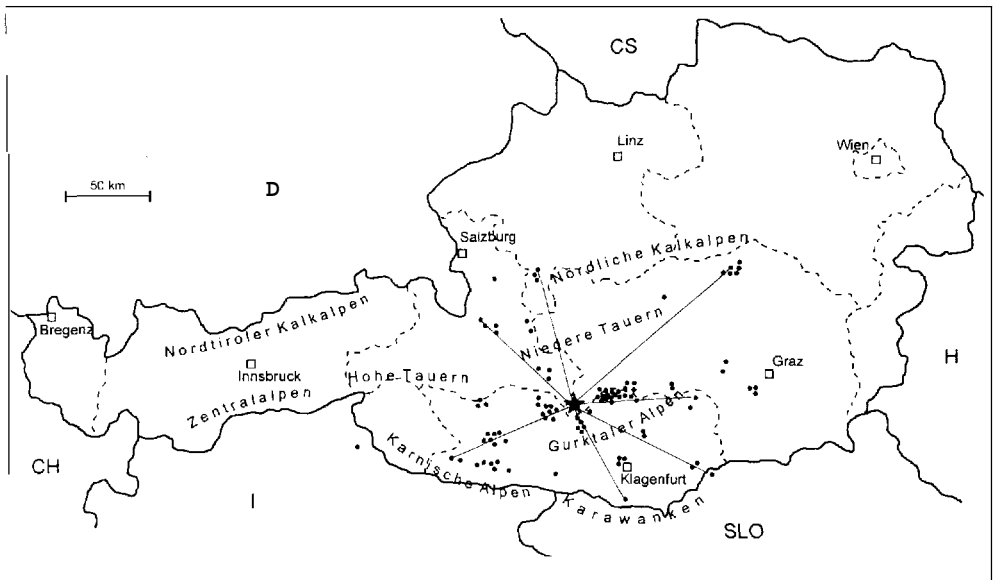 CS
Linz
Wien
50 km
D
Salzburg
Nördliche Kalkalpen
Bregenz
Nordtiroler Kalkalpen
Niedere Tauern
H
Innsbruck
Hohe Tauern
Graz
Zentralalpen
Gurktaler Alpen
CH
Karnische Alpen
Klagenfurt
I
Karawanken
SLO